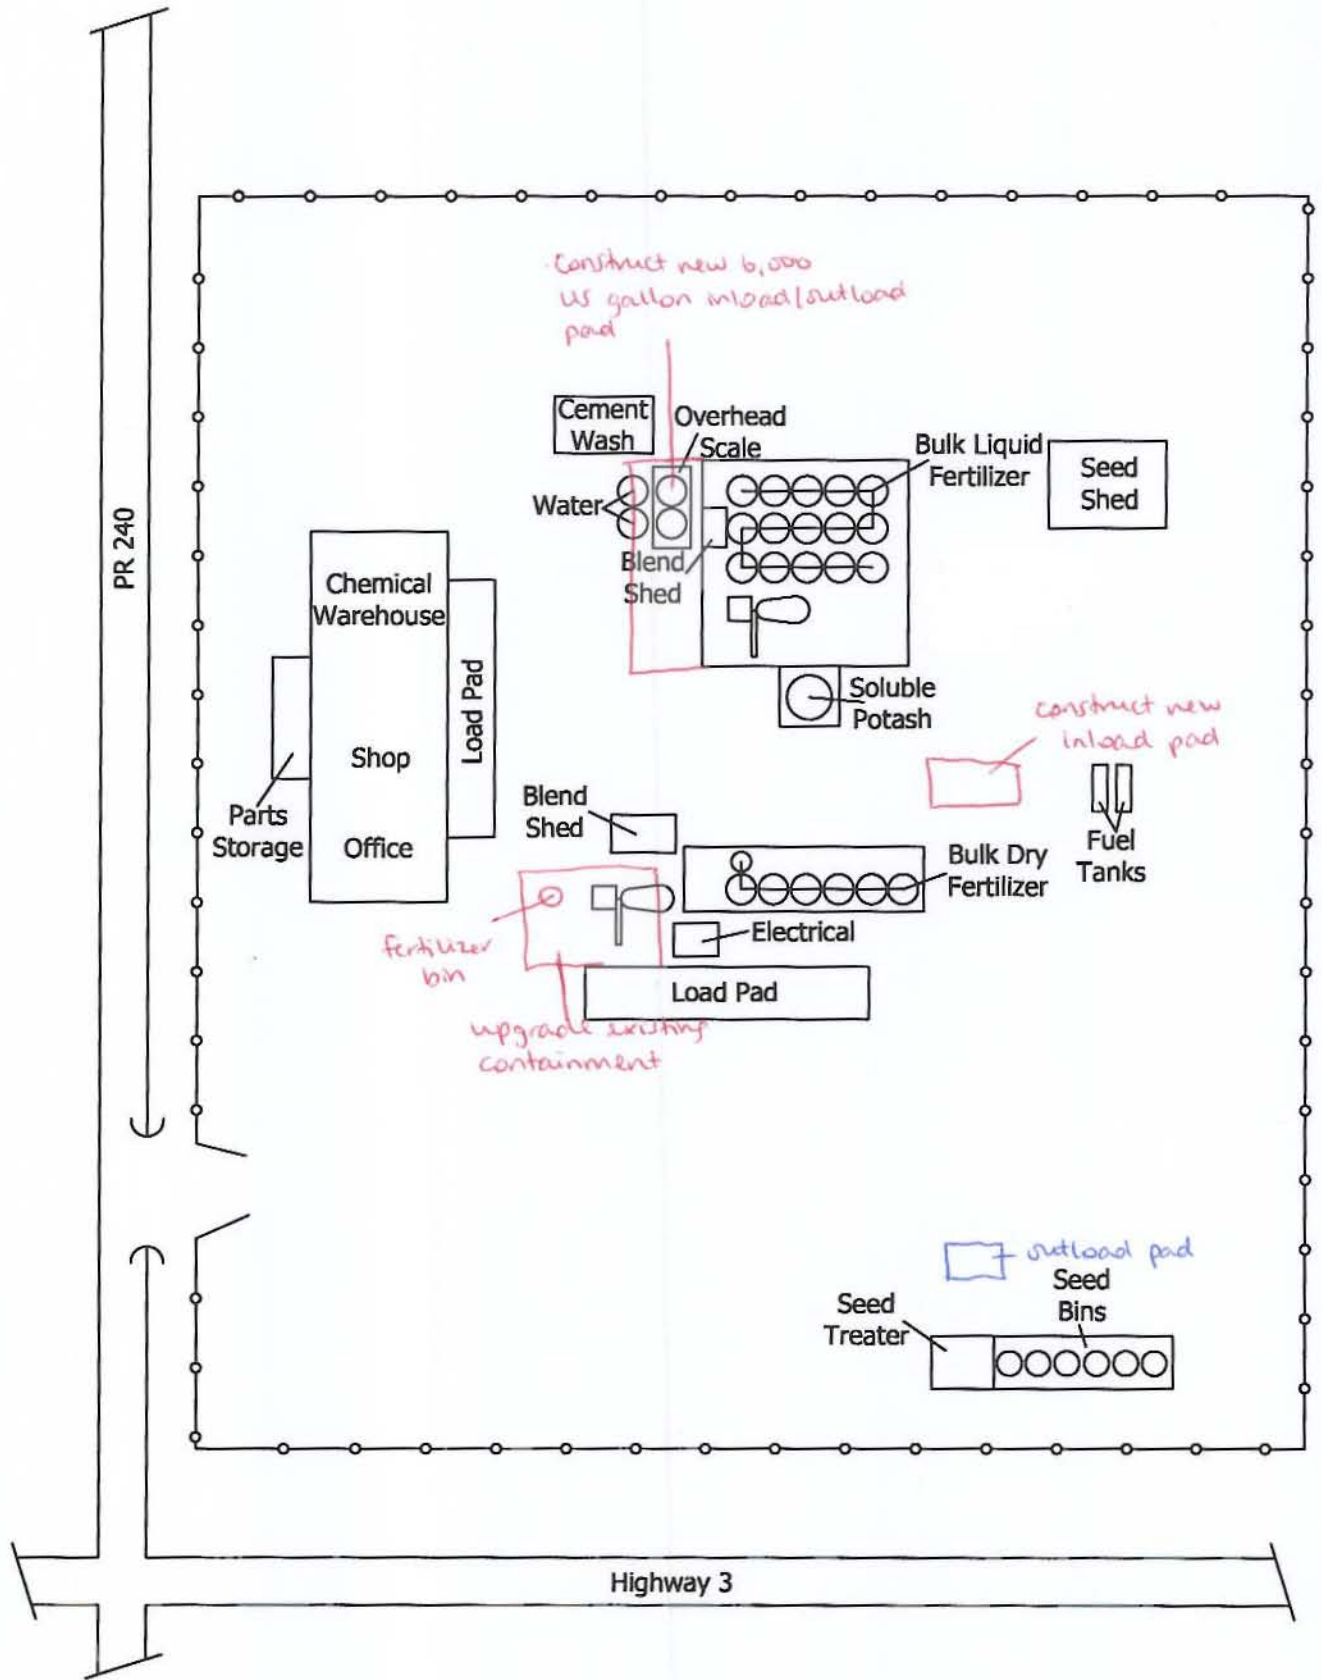 construct new 6,000
US gallon inload/outload
pad
Cement
Wash
Overhead
Scale
Bulk Liquid
Fertilizer
Seed
Shed
Water
PR 240
Blend
Shed
Chemical
Warehouse
Load Pad
Soluble
Potash
construct new
inload pad
Shop
Parts
Storage
Office
Blend
Shed
Fuel
Tanks
Bulk Dry
Fertilizer
Electrical
fertilizer
bin
Load Pad
upgrade existing
containment
outload pad
Seed
Bins
Seed
Treater
Highway 3